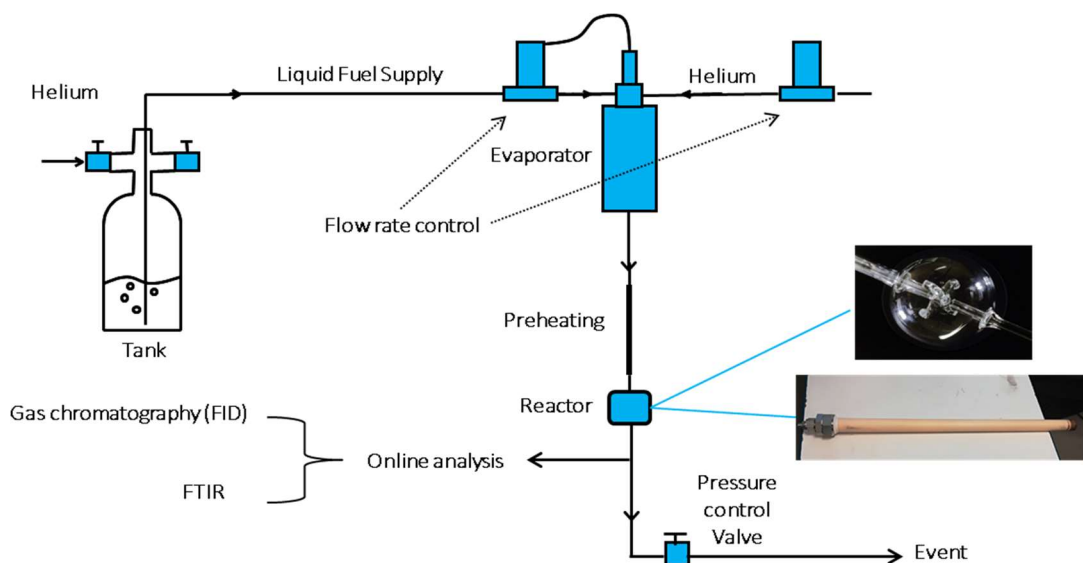 Liquid Fuel Supply
Helium
Helium
Evaporator
Flow rate control
Preheating
Tank
Reactor
Gas chromatography (FID)
Online analysis
FTIR
Pressure
control
Valve
Event